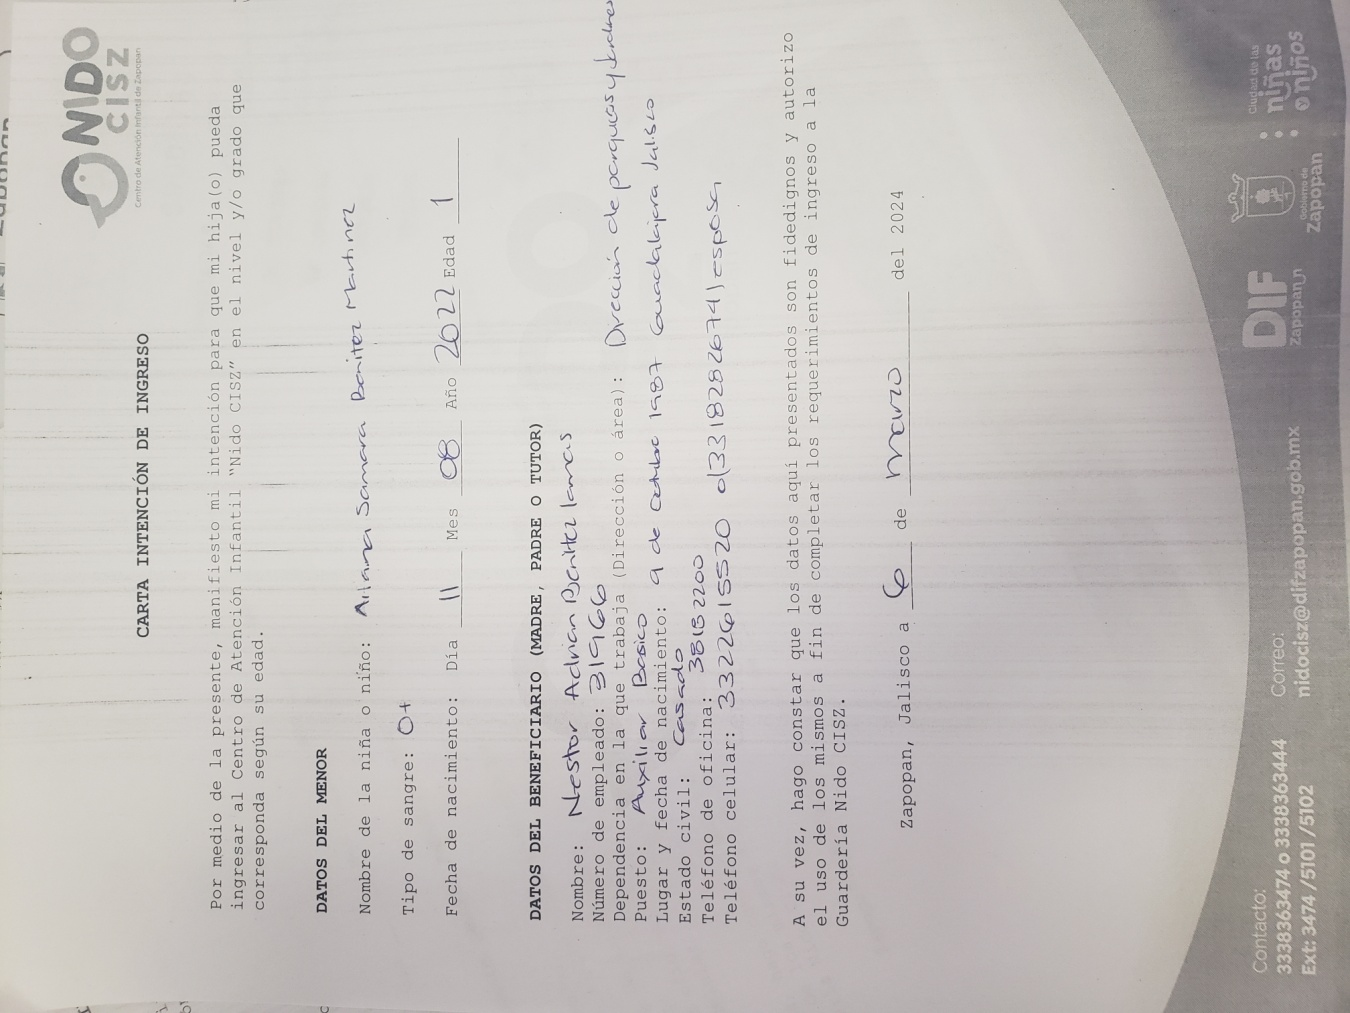 NIDO
CISZ
Centro de Atención Infantil de Zapopan
CARTA INTENCIÓN DE INGRESO
Por medio de la presente, manifiesto mi intención para que mi hija(o) pueda
ingresar al Centro de Atención Infantil "Nido CISZ" en el nivel y/o grado que
corresponda según su edad.
DATOS DEL MENOR
Nombre de la niña o niño: Ariana Samara Benitez Martinez
Tipo de sangre: O+
Fecha de nacimiento: Día 11 Mes 08 Año 2022 Edad 1
DATOS DEL BENEFICIARIO (MADRE, PADRE O TUTOR)
Nombre: Nestor Adrian Benitez lamas
Número de empleado: 31966
Dependencia en la que trabaja (Dirección o área): Dirección de parques y
Puesto: Auxiliar Basico
Lugar y fecha de nacimiento: 9 de 1987 Guadalajara Jalisco
Estado civil: Casado
Teléfono de oficina: 38182200
Teléfono celular: 3322615520 o(3318282674) esposa
A su vez, hago constar que los datos aquí presentados son fidedignos y autorizo
el uso de los mismos a fin de completar los requerimientos de ingreso a la
Guardería Nido CISZ.
Zapopan, Jalisco a 6 de marzo del 2024
Contacto:
3338363474 o 3338363444
Ext: 3474 /5101 /5102
Correo:
nidocisz@difzapopan.gob.mx
DIF
Zapopan
Gobierno de
Zapopan
Ciudad de las
niñas
y niños